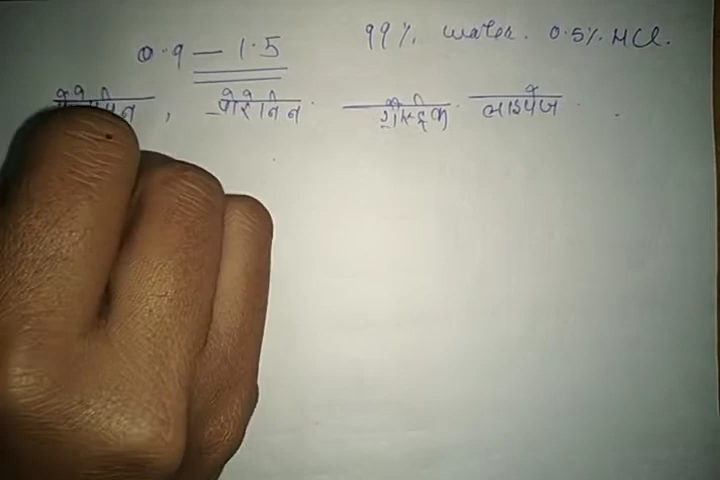 0.9 — 1.5 99% water. 0.5% HCl.
, प्रोरेनिन गैस्ट्रिक लाइपेज